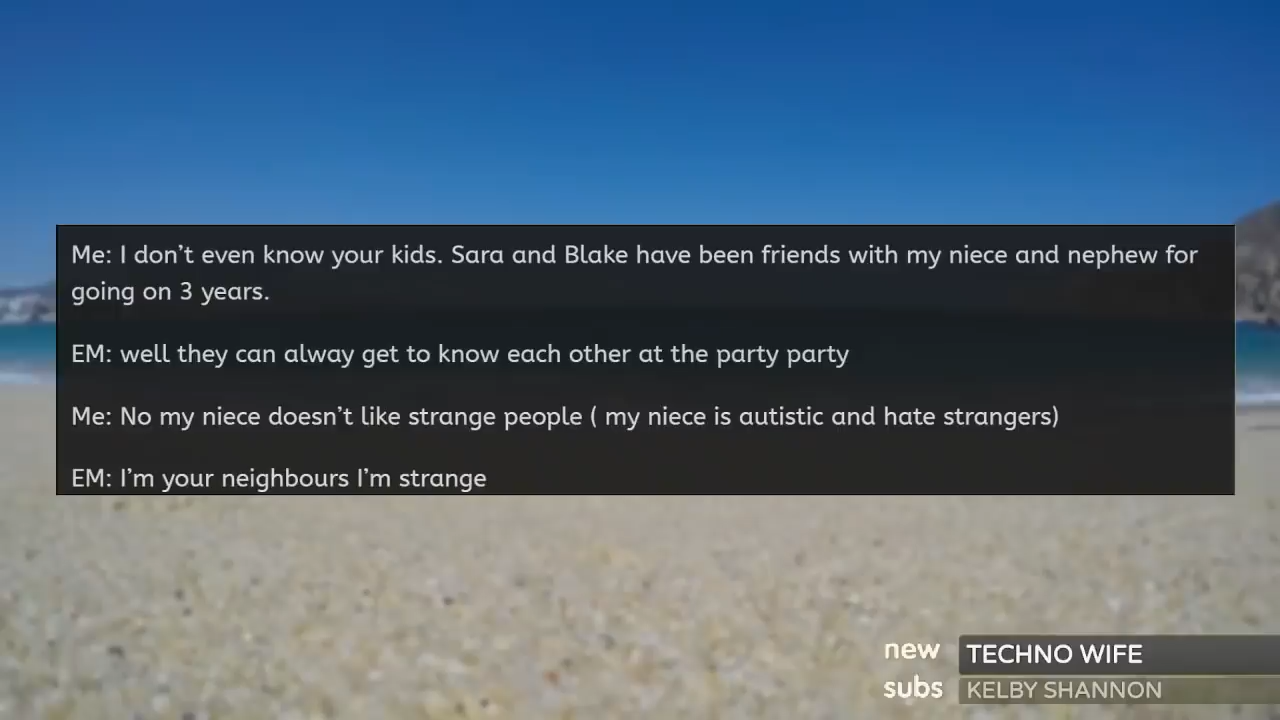 Me: I don’t even know your kids. Sara and Blake have been friends with my niece and nephew for
going on 3 years.
EM: well they can alway get to know each other at the party party
Me: No my niece doesn’t like strange people ( my niece is autistic and hate strangers)
EM: I’m your neighbours I’m strange
new
TECHNO WIFE
subs
KELBY SHANNON